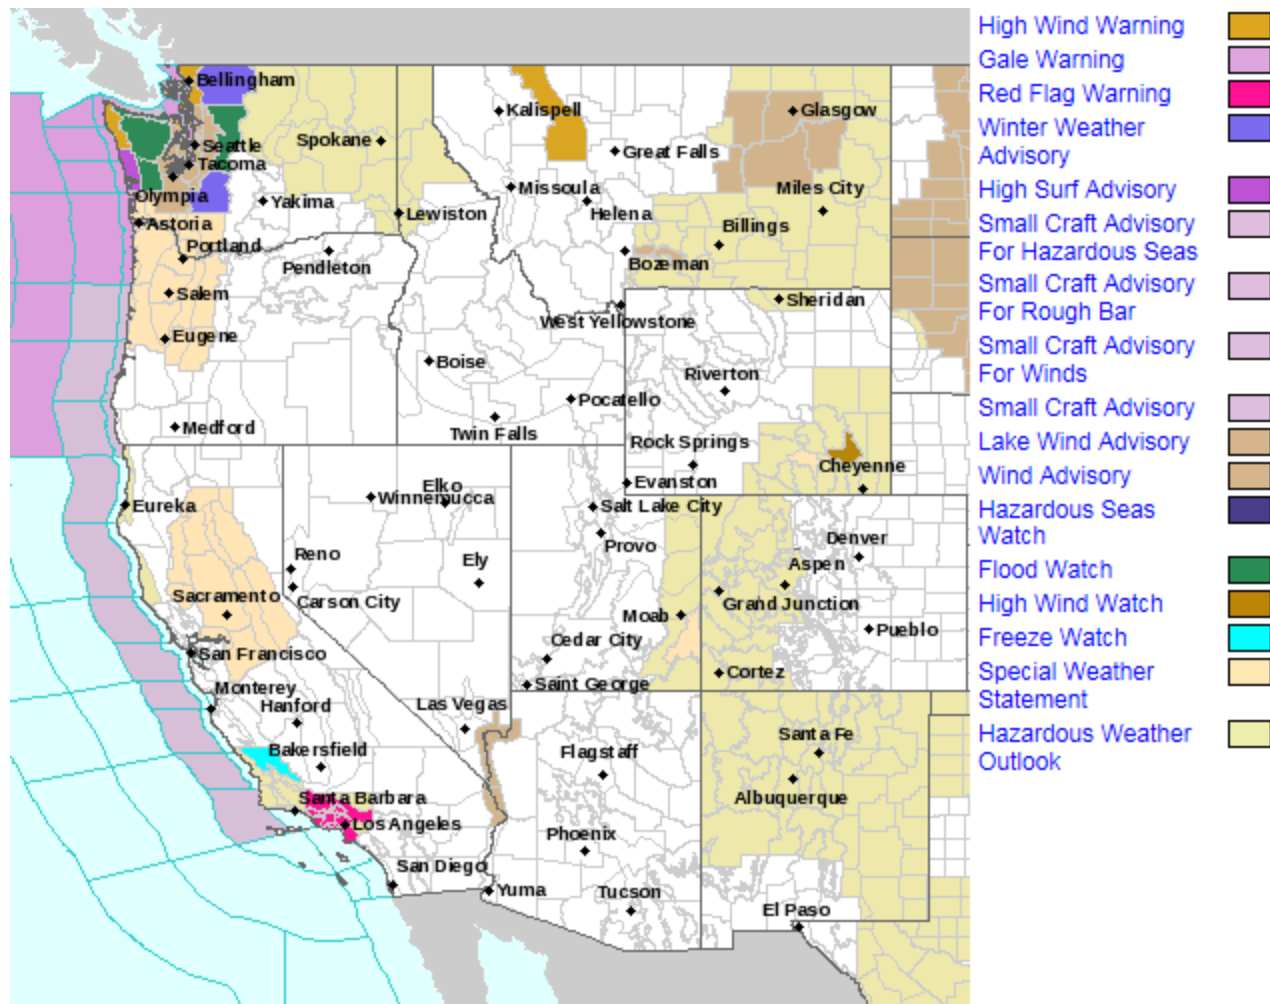 High Wind Warning
Gale Warning
Red Flag Warning
Winter Weather
Advisory
High Surf Advisory
Small Craft Advisory
For Hazardous Seas
Small Craft Advisory
For Rough Bar
Small Craft Advisory
For Winds
Small Craft Advisory
Lake Wind Advisory
Wind Advisory
Hazardous Seas
Watch
Flood Watch
High Wind Watch
Freeze Watch
Special Weather
Statement
Hazardous Weather
Outlook
Bellingham
Kalispell
Glasgow
Seattle
Spokane
Great Falls
Tacoma
Missoula
Miles City
Olympia
Yakima
Lewiston
Helena
Astoria
Billings
Portland
Pendleton
Bozeman
Salem
Sheridan
West Yellowstone
Eugene
Boise
Riverton
Pocatello
Medford
Twin Falls
Rock Springs
Cheyenne
Evanston
Elko
Winnemucca
Eureka
Salt Lake City
Denver
Provo
Reno
Ely
Aspen
Sacramento
Carson City
Grand Junction
Moab
Pueblo
Cedar City
San Francisco
Cortez
Monterey
Saint George
Hanford
Las Vegas
Santa Fe
Bakersfield
Flagstaff
Santa Barbara
Albuquerque
Los Angeles
Phoenix
San Diego
Yuma
Tucson
El Paso